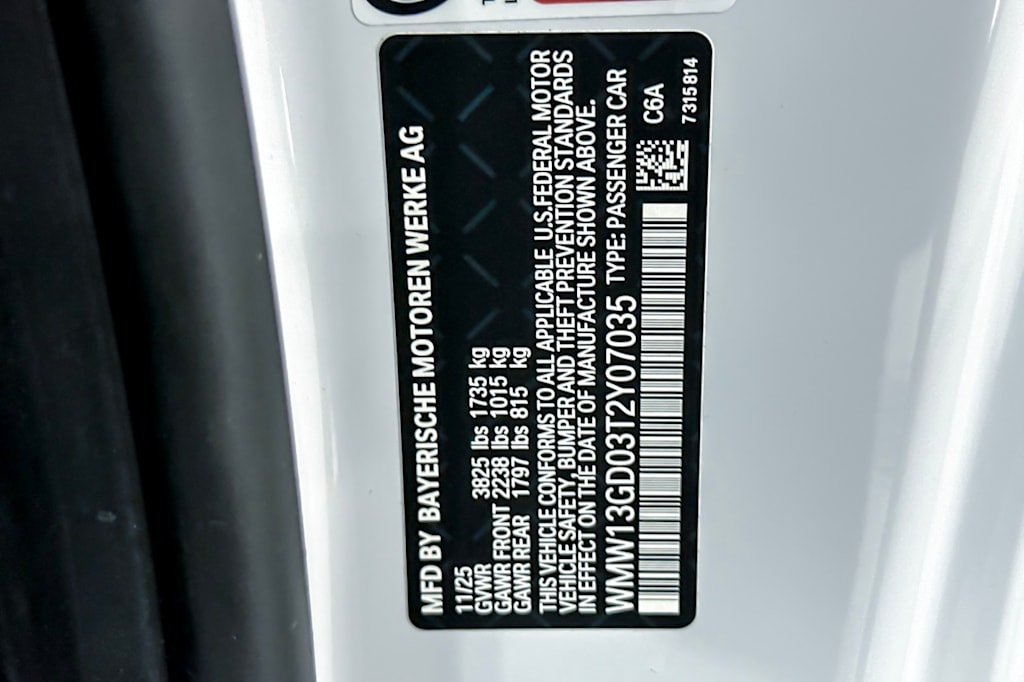 MFD BY BAYERISCHE MOTOREN WERKE AG
11/25
GVWR 3825 lbs 1735 kg
GAWR FRONT 2238 lbs 1015 kg
GAWR REAR 1797 lbs 815 kg
THIS VEHICLE CONFORMS TO ALL APPLICABLE U.S.FEDERAL MOTOR
VEHICLE SAFETY, BUMPER AND THEFT PREVENTION STANDARDS
IN EFFECT ON THE DATE OF MANUFACTURE SHOWN ABOVE.
WMW13GD03T2Y07035 TYPE: PASSENGER CAR
C6A
7315814